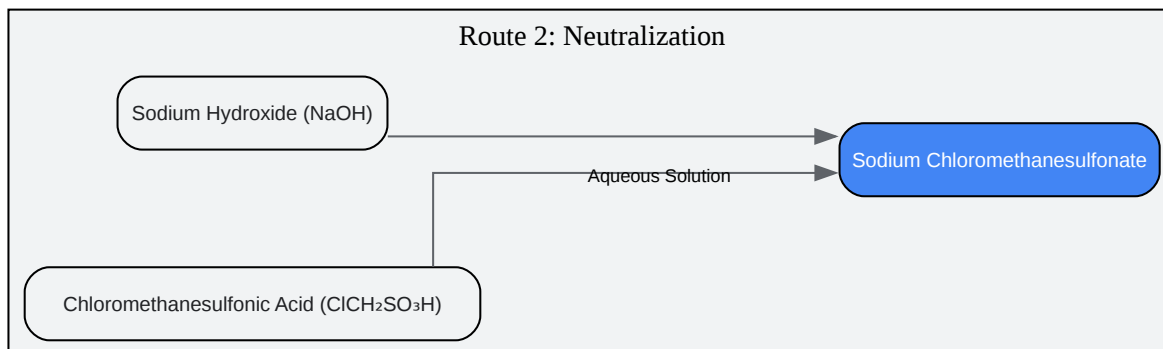 Route 2: Neutralization
Sodium Hydroxide (NaOH)
Sodium Chloromethanesulfonate
Aqueous Solution
Chloromethanesulfonic Acid (ClCH₂SO₃H)